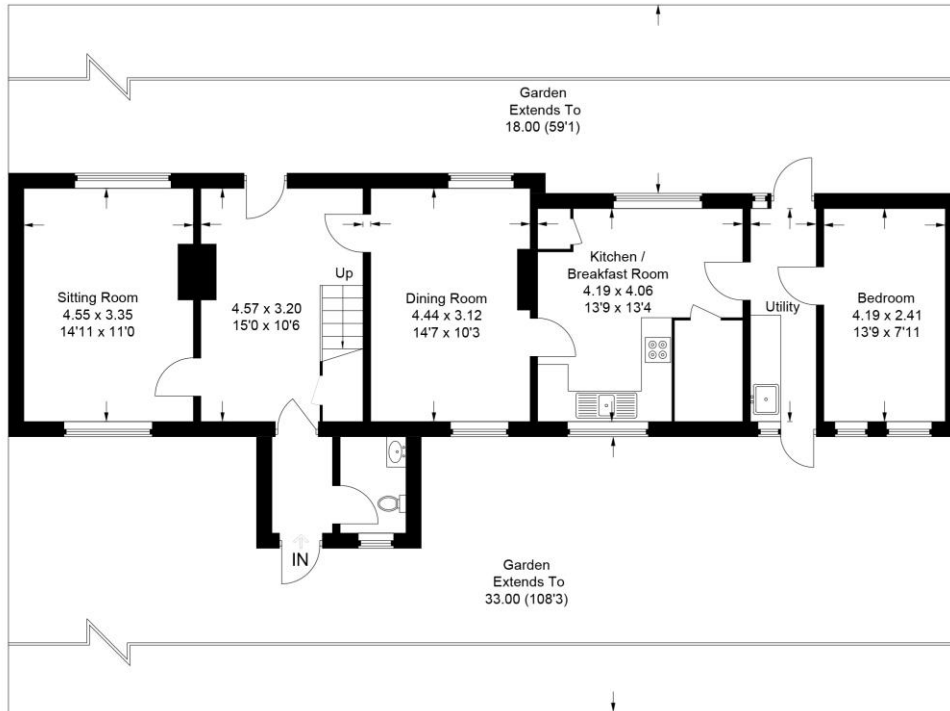 Garden
Extends To
18.00 (59'1)
Sitting Room
4.55 x 3.35
14'11 x 11'0
Up
4.57 x 3.20
15'0 x 10'6
Dining Room
4.44 x 3.12
14'7 x 10'3
Kitchen /
Breakfast Room
4.19 x 4.06
13'9 x 13'4
Utility
Bedroom
4.19 x 2.41
13'9 x 7'11
IN
Garden
Extends To
33.00 (108'3)